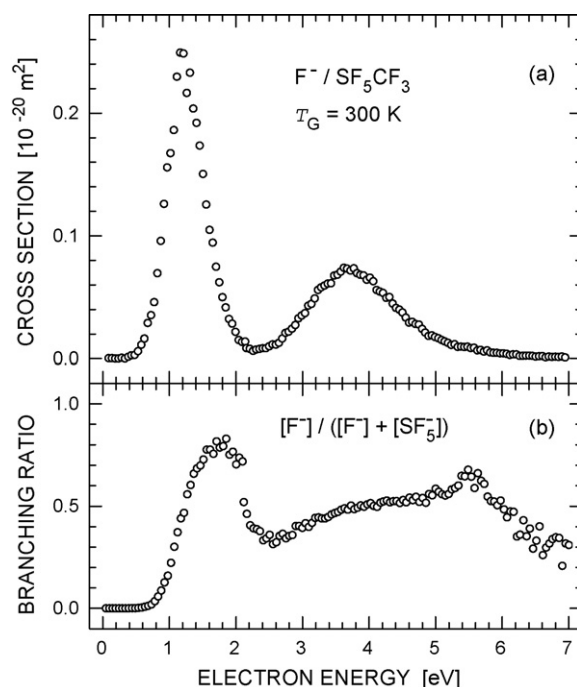 F⁻ / SF₅CF₃
(a)
T_G = 300 K
CROSS SECTION [10⁻²⁰ m²]
0.2
0.1
0.0
[F⁻] / ([F⁻] + [SF₅⁻])
(b)
BRANCHING RATIO
1.0
0.5
0.0
0 1 2 3 4 5 6 7
ELECTRON ENERGY [eV]